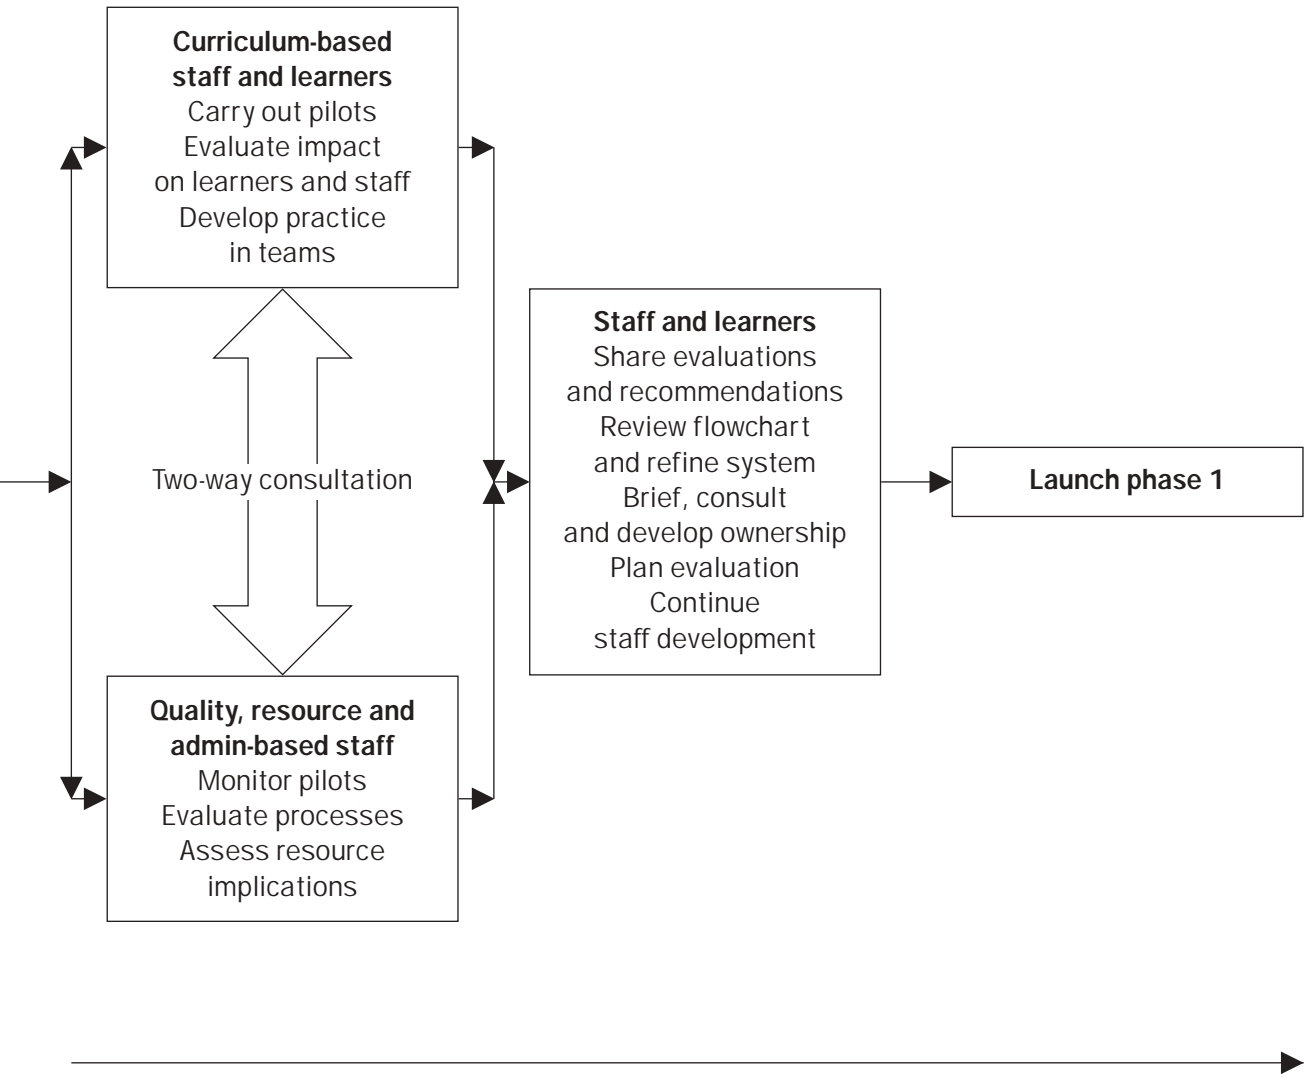 Curriculum-based
staff and learners
Carry out pilots
Evaluate impact
on learners and staff
Develop practice
in teams
Two-way consultation
Quality, resource and
admin-based staff
Monitor pilots
Evaluate processes
Assess resource
implications
Staff and learners
Share evaluations
and recommendations
Review flowchart
and refine system
Brief, consult
and develop ownership
Plan evaluation
Continue
staff development
Launch phase 1